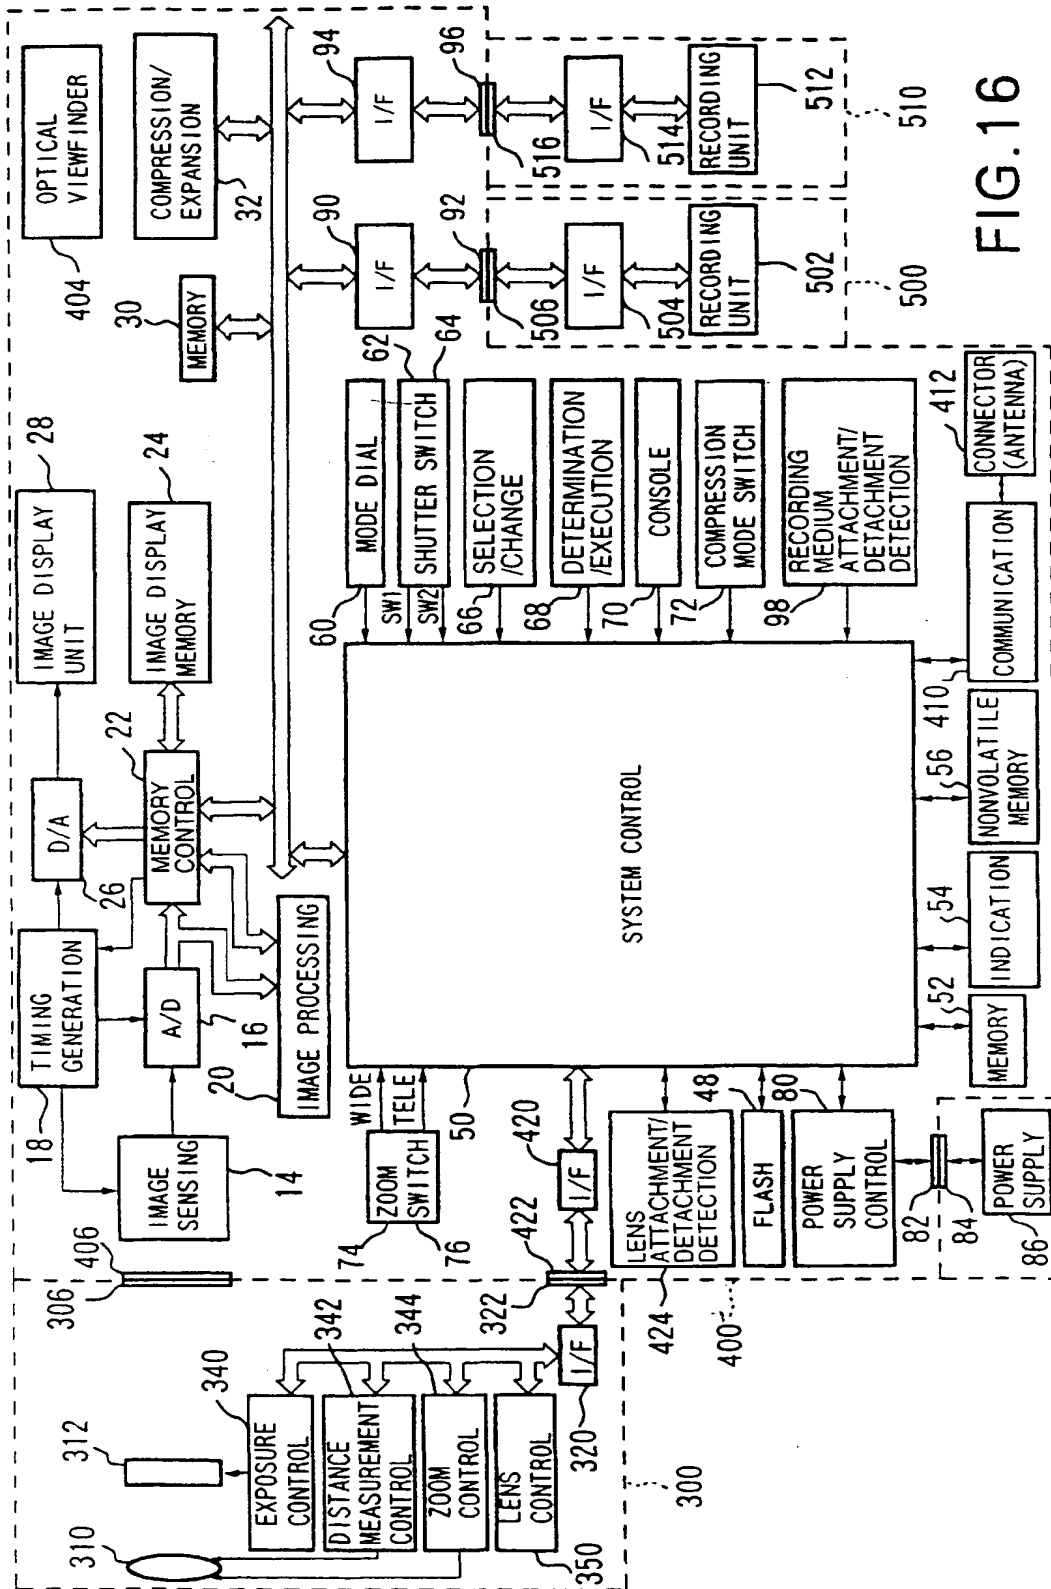 310
312
340
EXPOSURE
CONTROL
342
DISTANCE
MEASUREMENT
CONTROL
344
ZOOM
CONTROL
LENS
CONTROL
350
I/F
320
322
300
306
406
18
TIMING
GENERATION
IMAGE
SENSING
14
A/D
16
D/A
26
22
MEMORY
CONTROL
20
IMAGE PROCESSING
IMAGE DISPLAY
UNIT
28
IMAGE DISPLAY
MEMORY
24
30
MEMORY
404
OPTICAL
VIEWFINDER
COMPRESSION/
EXPANSION
32
WIDE
TELE
74
ZOOM
SWITCH
76
50
420
I/F
422
SYSTEM CONTROL
424
LENS
ATTACHMENT/
DETACHMENT
DETECTION
400
48
FLASH
80
POWER
SUPPLY
CONTROL
82
84
POWER
SUPPLY
86
52
MEMORY
54
INDICATION
56
NONVOLATILE
MEMORY
410
COMMUNICATION
412
CONNECTOR
(ANTENNA)
60
MODE DIAL
62
SW1
SHUTTER SWITCH
SW2
64
66
SELECTION
/CHANGE
68
DETERMINATION
/EXECUTION
70
CONSOLE
72
COMPRESSION
MODE SWITCH
98
RECORDING
MEDIUM
ATTACHMENT/
DETACHMENT
DETECTION
90
I/F
92
506
I/F
504
RECORDING
UNIT
502
500
94
I/F
96
516
I/F
514
RECORDING
UNIT
512
510
FIG.16